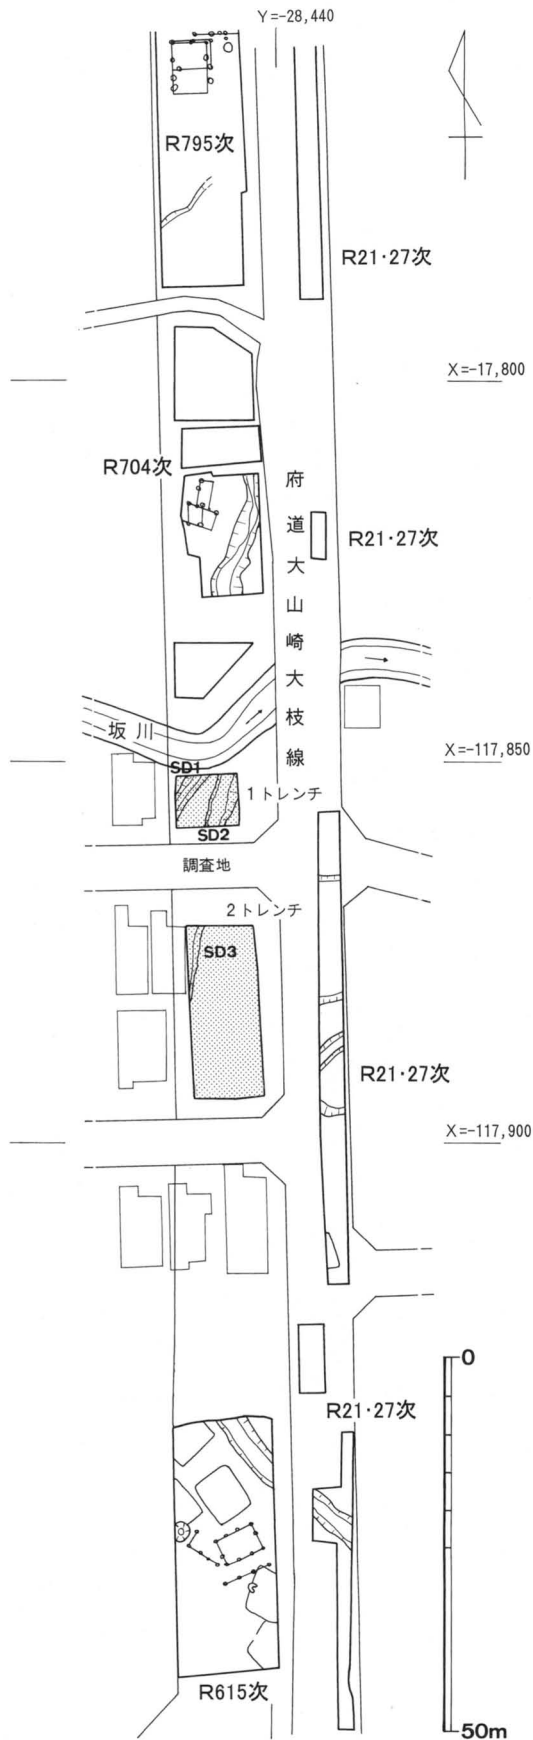 Y=-28,440
R795次
R21·27次
X=-17,800
R704次
府道大山崎大枝線
R21·27次
坂川
X=-117,850
SD1
1トレンチ
SD2
調査地
2トレンチ
SD3
R21·27次
X=-117,900
0
R21·27次
R615次
50m